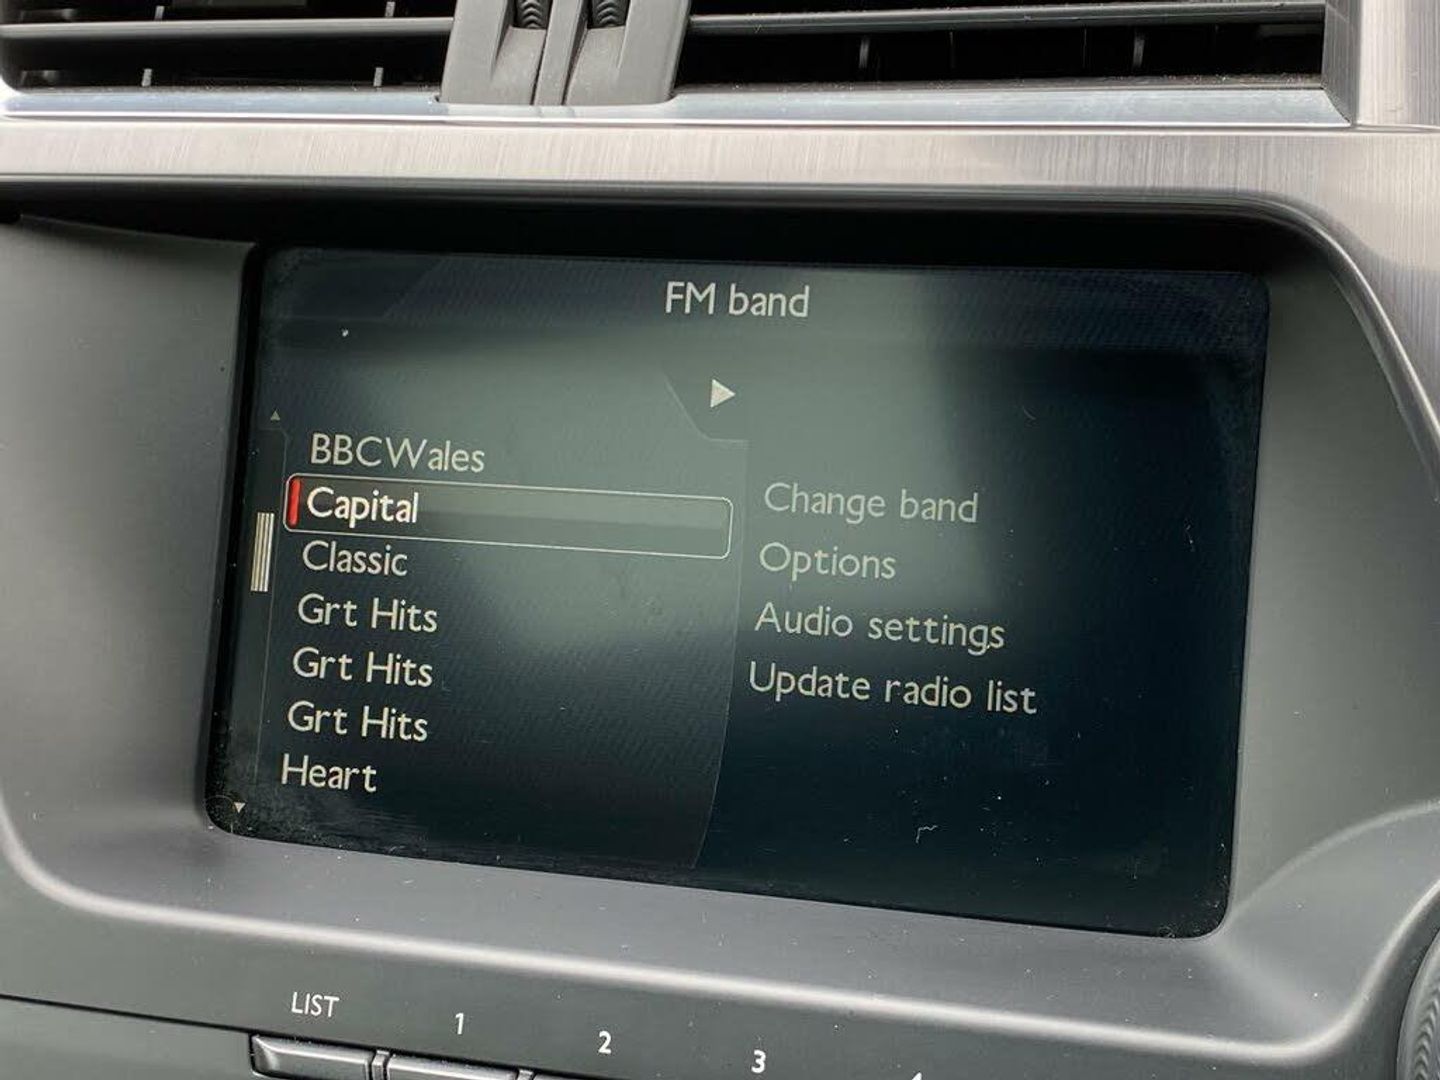 FM band
BBCWales
Capital
Classic
Grt Hits
Grt Hits
Grt Hits
Heart
Change band
Options
Audio settings
Update radio list
LIST
1
2
3